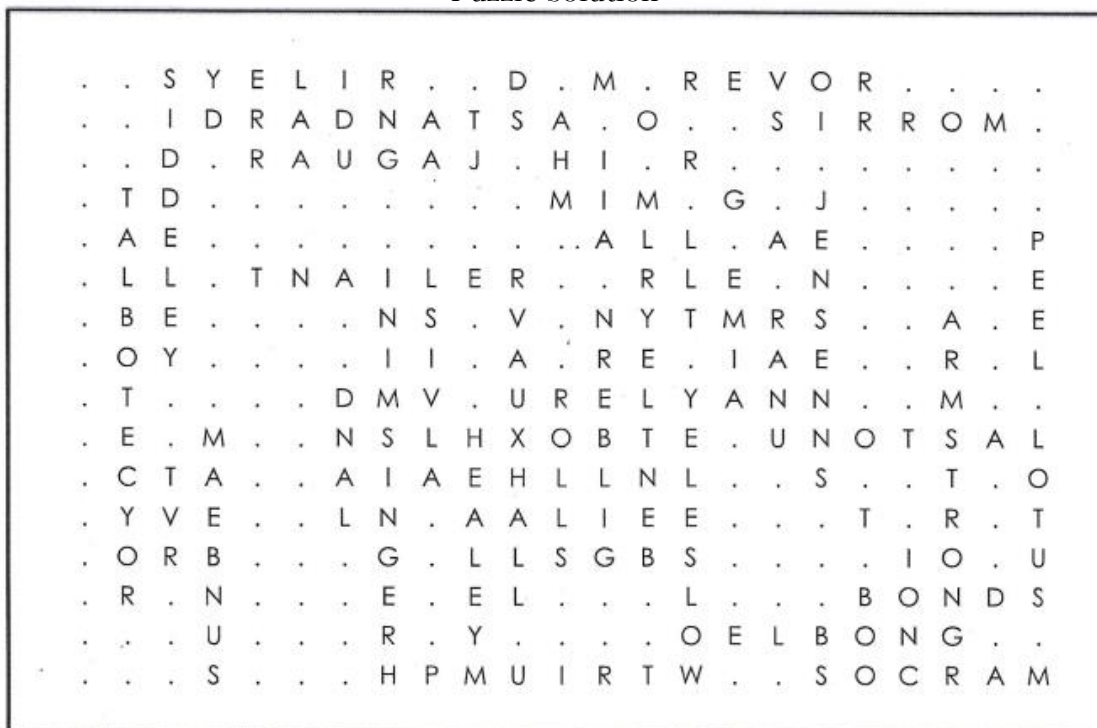 Puzzle Solution
. . S Y E L I R . . D . M . R E V O R . . . .
. . I D R A D N A T S A . O . . S I R R O M .
. . D . R A U G A J . H I . R . . . . . . . .
. T D . . . . . . . . M I M . G . J . . . . .
. A E . . . . . . . . .. A L L . A E . . . . P
. L L . T N A I L E R . . R L E . N . . . . E
. B E . . . . N S . V . N Y T M R S . . A . E
. O Y . . . . I I . A . R E . I A E . . R . L
. T . . . . D M V . U R E L Y A N N . . M . .
. E . M . . N S L H X O B T E . U N O T S A L
. C T A . . A I A E H L L N L . . S . . T . O
. Y V E . . L N . A A L I E E . . . T . R . T
. O R B . . . G . L L S G B S . . . . I O . U
. R . N . . . E . E L . . . L . . . B O N D S
. . . U . . . R . Y . . . . O E L B O N G . .
. . . S . . . H P M U I R T W . . S O C R A M